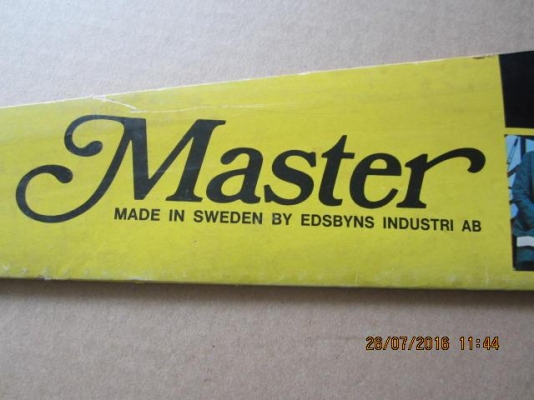 Master
MADE IN SWEDEN BY EDSBYNS INDUSTRI AB
28/07/2016 11:44